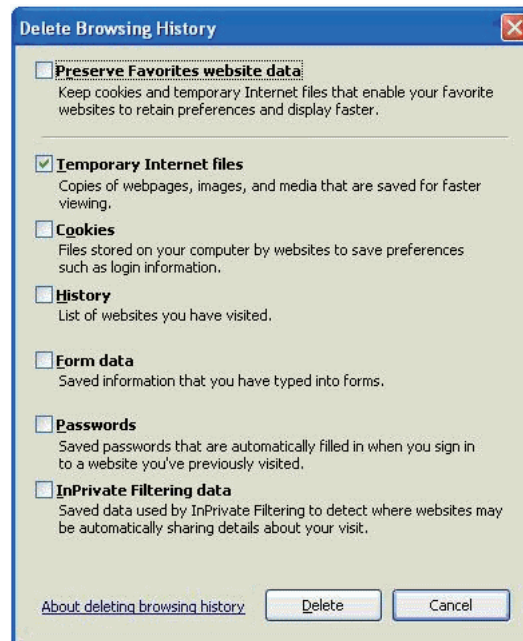 Delete Browsing History
Preserve Favorites website data
Keep cookies and temporary Internet files that enable your favorite
websites to retain preferences and display faster.
Temporary Internet files
Copies of webpages, images, and media that are saved for faster
viewing.
Cookies
Files stored on your computer by websites to save preferences
such as login information.
History
List of websites you have visited.
Form data
Saved information that you have typed into forms.
Passwords
Saved passwords that are automatically filled in when you sign in
to a website you've previously visited.
InPrivate Filtering data
Saved data used by InPrivate Filtering to detect where websites may
be automatically sharing details about your visit.
About deleting browsing history Delete Cancel